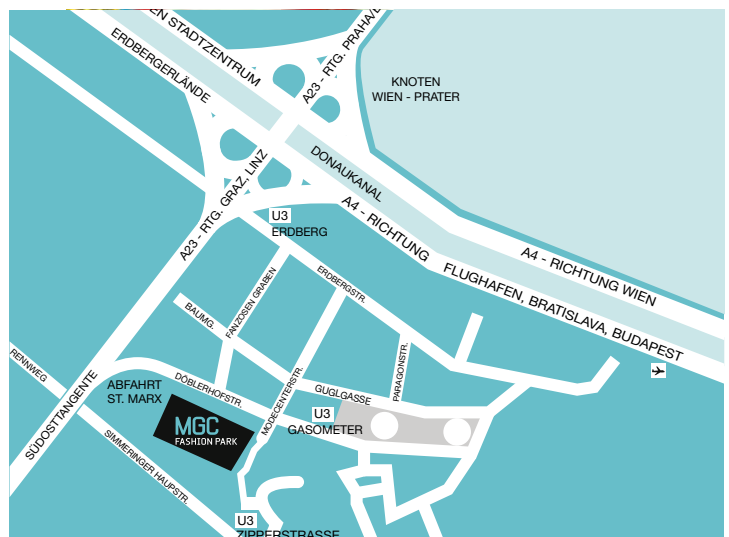 EN STADTZENTRUM
ERDBERGERLÄNDE
A23 - RTG. PRAHA/
KNOTEN
WIEN - PRATER
DONAUKANAL
A23 - RTG. GRAZ, LINZ
U3
ERDBERG
A4 - RICHTUNG FLUGHAFEN, BRATISLAVA, BUDAPEST
A4 - RICHTUNG WIEN
ERDBERGSTR.
FANZOSEN GRABEN
BAUMG.
RENNWEG
ABFAHRT
ST. MARX
DÖBLERHOFSTR.
MODECENTERSTR.
GUGLGASSE
PARAGONSTR.
U3
GASOMETER
MGC
FASHION PARK
SÜDOSTTANGENTE
SIMMERINGER HAUPSTR.
U3
ZIPPERSTRASSE